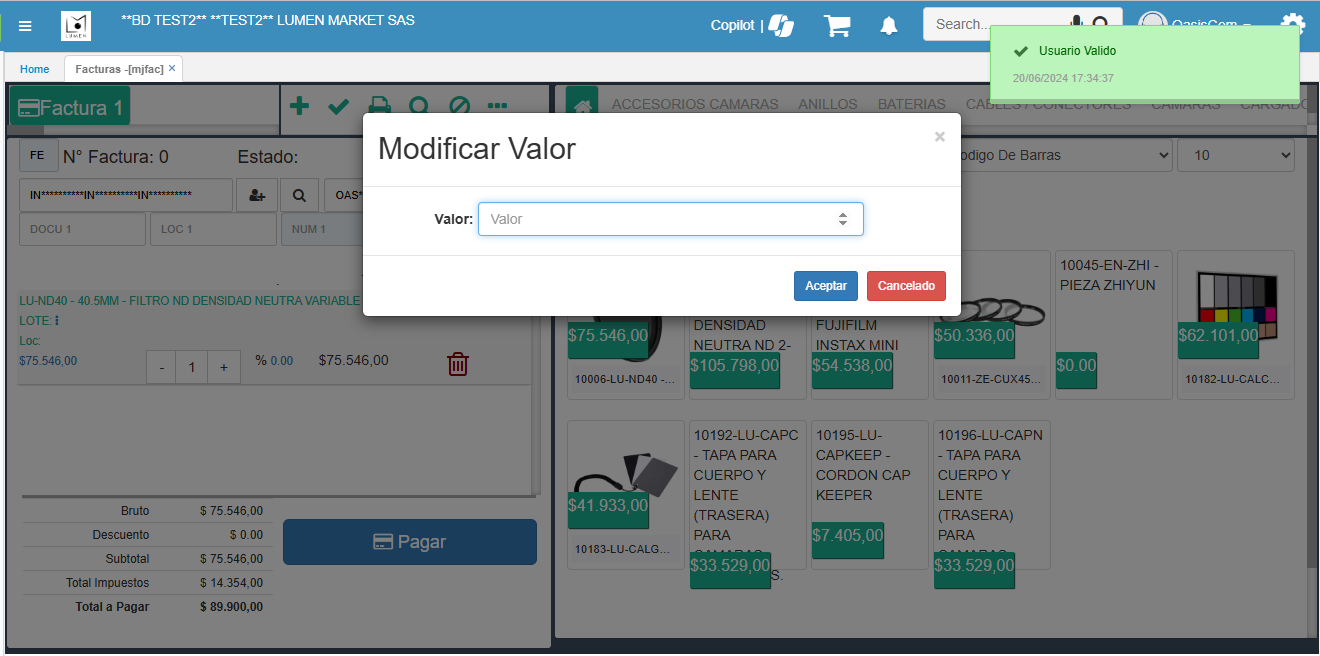 **BD TEST2** **TEST2** LUMEN MARKET SAS
Copilot |
Search...
OasisCom
LUMEN
Usuario Valido
20/06/2024 17:34:37
Home
Facturas -[mjfac] ×
Factura 1
ACCESORIOS CAMARAS
ANILLOS
BATERIAS
CABLES / CONECTORES
CAMARAS
Modificar Valor
×
Valor:
Valor
Aceptar
Cancelado
FE
N° Factura: 0
Estado:
IN**********IN**********IN**********
OAS*
DOCU 1
LOC 1
NUM 1
LU-ND40 - 40.5MM - FILTRO ND DENSIDAD NEUTRA VARIABLE
LOTE:
Loc:
$75.546,00
-
1
+
% 0.00
$75.546,00
Bruto $ 75.546,00
Descuento $ 0.00
Subtotal $ 75.546,00
Total Impuestos $ 14.354,00
Total a Pagar $ 89.900,00
Pagar
odigo De Barras
10
$75.546,00
10006-LU-ND40 -...
DENSIDAD
NEUTRA ND 2-
$105.798,00
FUJIFILM
INSTAX MINI
$54.538,00
$50.336,00
10011-ZE-CUX45...
10045-EN-ZHI -
PIEZA ZHIYUN
$0.00
$62.101,00
10182-LU-CALC...
$41.933,00
10183-LU-CALG...
10192-LU-CAPC
- TAPA PARA
CUERPO Y
LENTE
(TRASERA)
PARA
$33.529,00
S.
10195-LU-
CAPKEEP -
CORDON CAP
KEEPER
$7.405,00
10196-LU-CAPN
- TAPA PARA
CUERPO Y
LENTE
(TRASERA)
PARA
$33.529,00